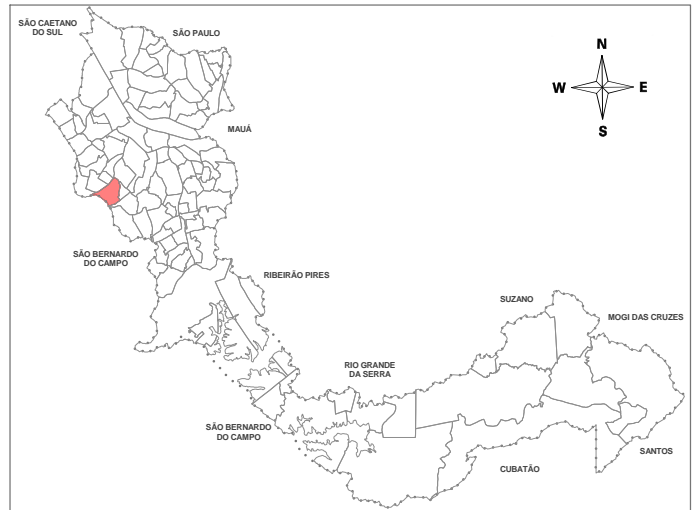 SÃO CAETANO
DO SUL
SÃO PAULO
N
W
E
S
MAUÁ
SÃO BERNARDO
DO CAMPO
RIBEIRÃO PIRES
SUZANO
MOGI DAS CRUZES
RIO GRANDE
DA SERRA
SÃO BERNARDO
DO CAMPO
SANTOS
CUBATÃO